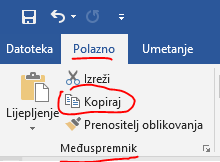 Datoteka Polazno Umetanje
Izreži
Kopiraj
Lijepljenje
Prenositelj oblikovanja
Međuspremnik